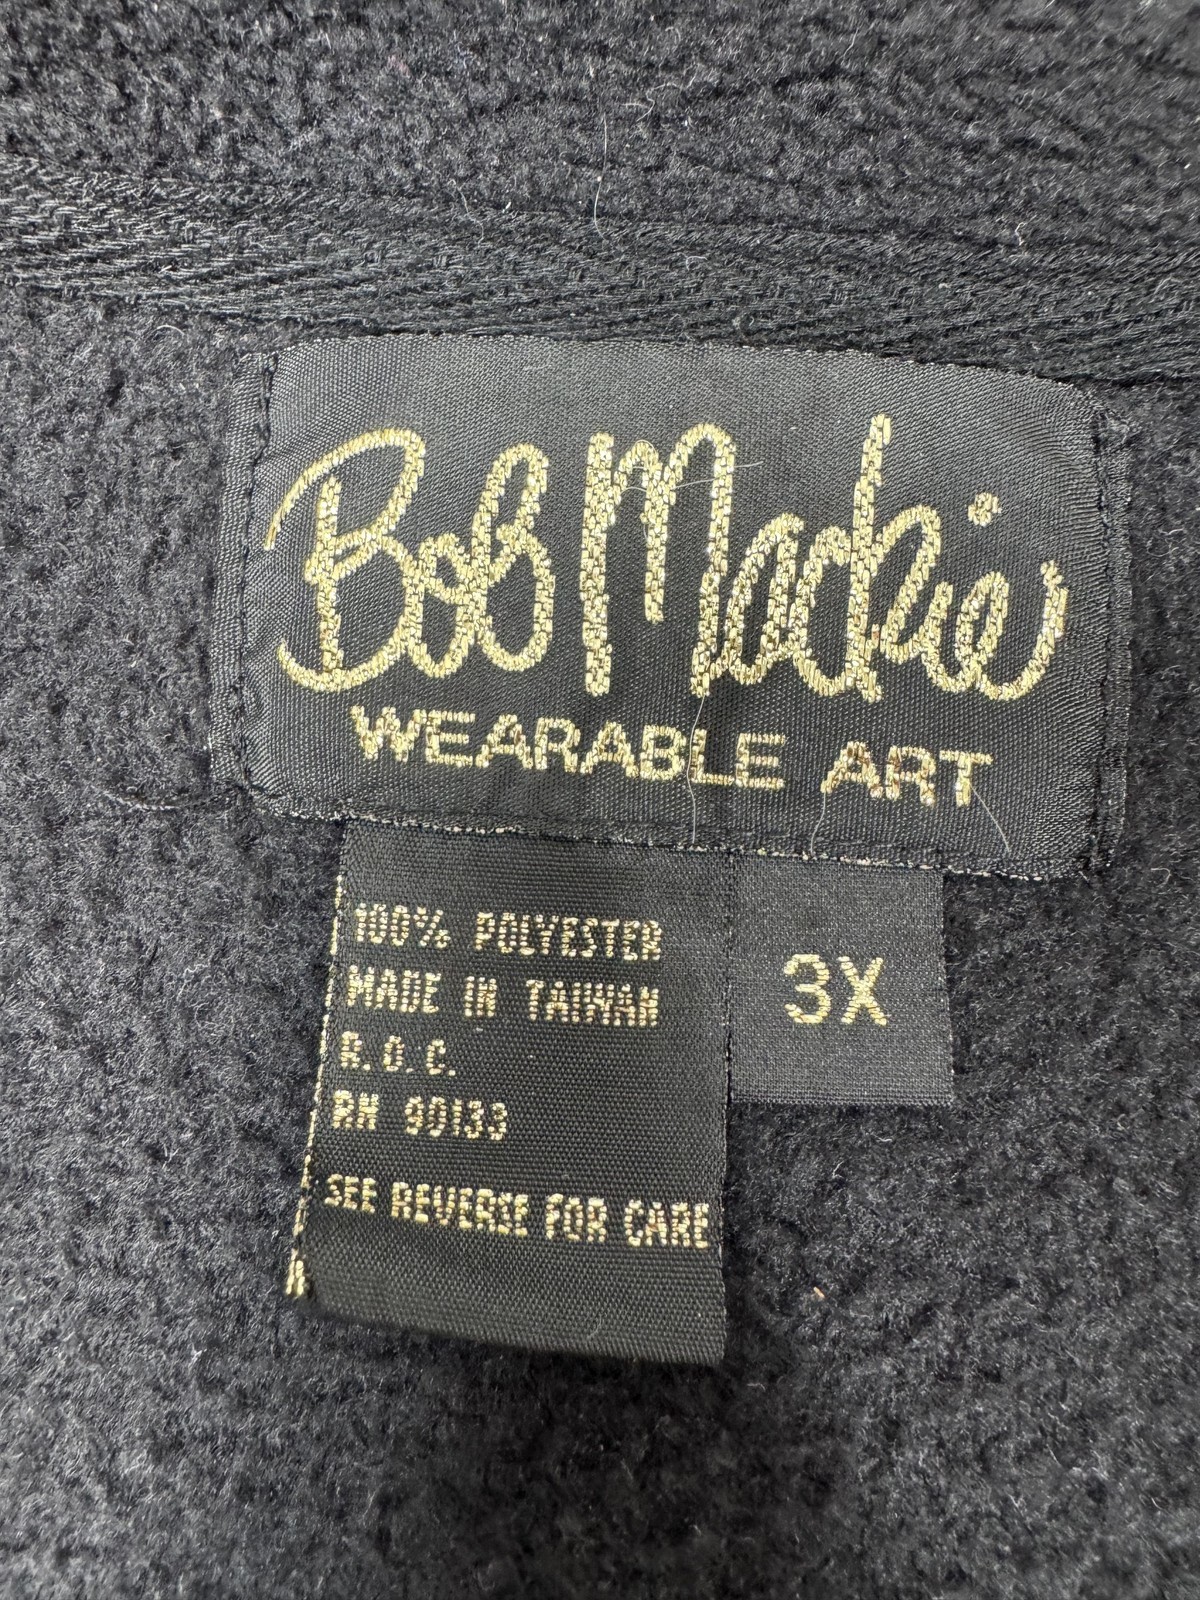 Bob Mackie
WEARABLE ART
100% POLYESTER
MADE IN TAIWAN
R.O.C.
RN 90133
SEE REVERSE FOR CARE
3X